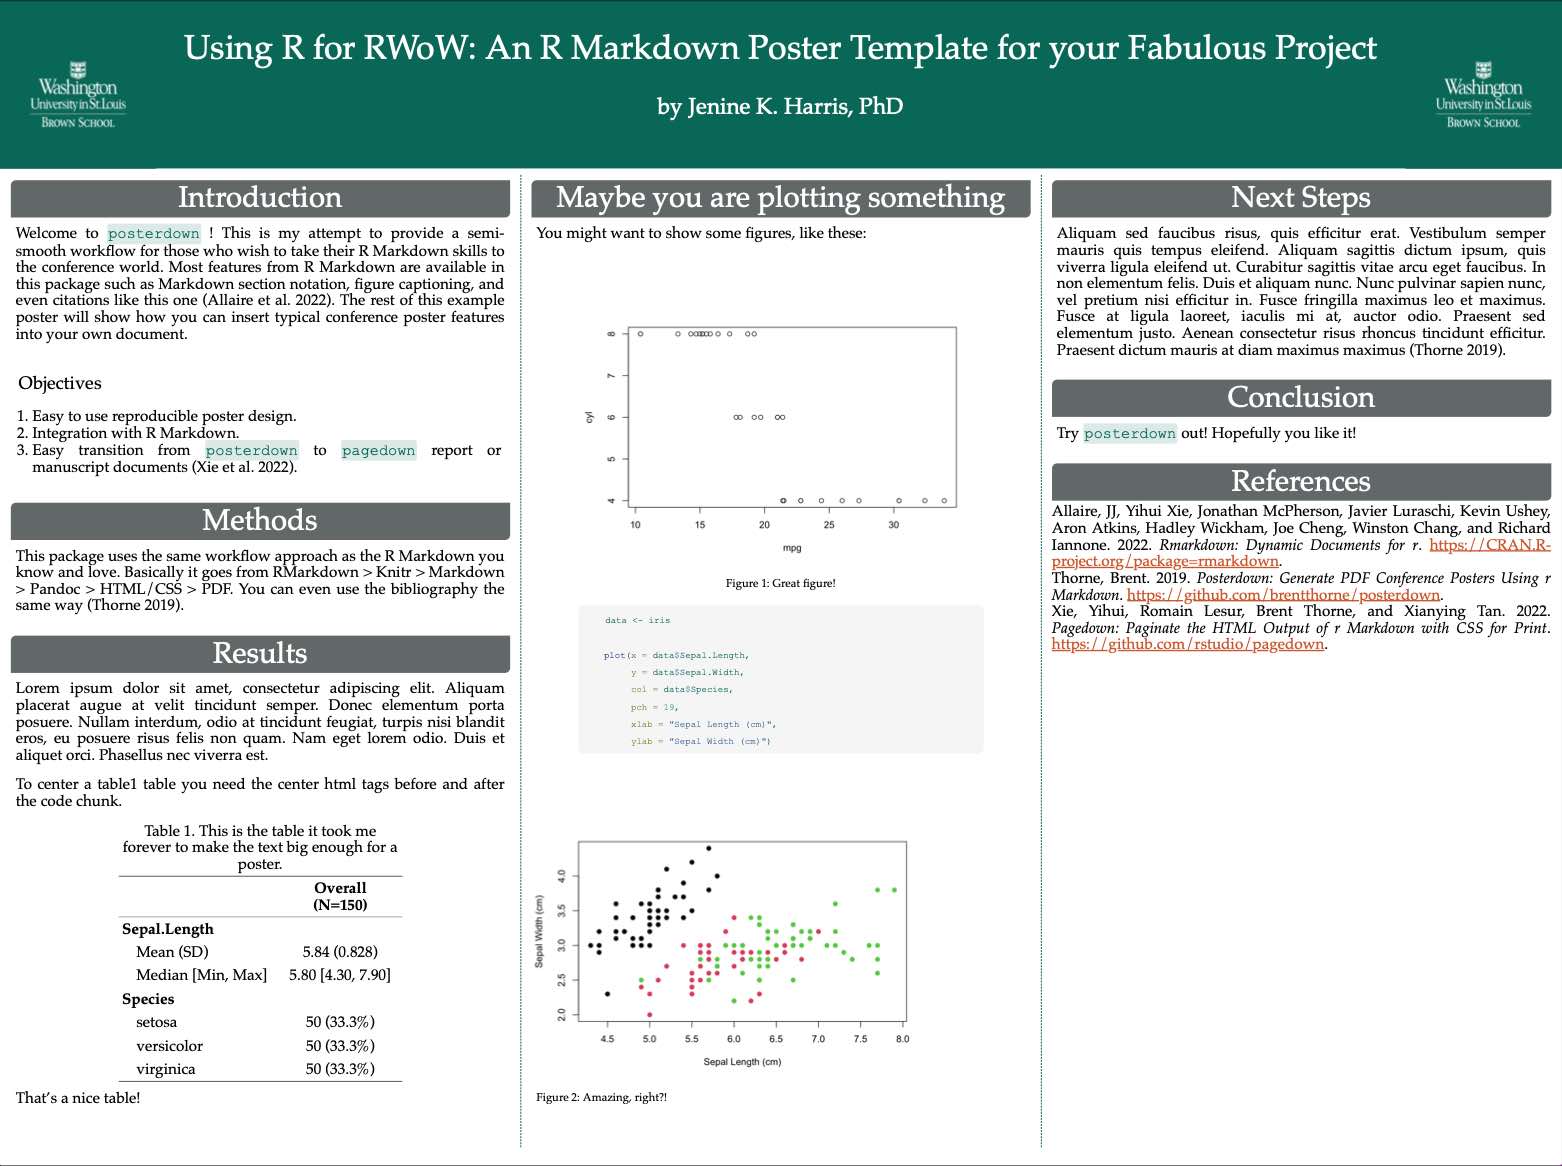 Using R for RWoW: An R Markdown Poster Template for your Fabulous Project
by Jenine K. Harris, PhD
Washington
University in St. Louis
BROWN SCHOOL
Washington
University in St. Louis
BROWN SCHOOL
Introduction
Welcome to posterdown ! This is my attempt to provide a semi-
smooth workflow for those who wish to take their R Markdown skills to
the conference world. Most features from R Markdown are available in
this package such as Markdown section notation, figure captioning, and
even citations like this one (Allaire et al. 2022). The rest of this example
poster will show how you can insert typical conference poster features
into your own document.
Objectives
1. Easy to use reproducible poster design.
2. Integration with R Markdown.
3. Easy transition from posterdown to pagedown report or
manuscript documents (Xie et al. 2022).
Methods
This package uses the same workflow approach as the R Markdown you
know and love. Basically it goes from RMarkdown > Knitr > Markdown
> Pandoc > HTML/CSS > PDF. You can even use the bibliography the
same way (Thorne 2019).
Results
Lorem ipsum dolor sit amet, consectetur adipiscing elit. Aliquam
placerat augue at velit tincidunt semper. Donec elementum porta
posuere. Nullam interdum, odio at tincidunt feugiat, turpis nisi blandit
eros, eu posuere risus felis non quam. Nam eget lorem odio. Duis et
aliquet orci. Phasellus nec viverra est.
To center a table1 table you need the center html tags before and after
the code chunk.
Table 1. This is the table it took me
forever to make the text big enough for a
poster.
Overall
(N=150)
Sepal.Length
Mean (SD) 5.84 (0.828)
Median [Min, Max] 5.80 [4.30, 7.90]
Species
setosa 50 (33.3%)
versicolor 50 (33.3%)
virginica 50 (33.3%)
That's a nice table!
Maybe you are plotting something
You might want to show some figures, like these:
8
7
6
5
4
cyl
10 15 20 25 30
mpg
Figure 1: Great figure!
data <- iris
plot(x = data$Sepal.Length,
y = data$Sepal.Width,
col = data$Species,
pch = 19,
xlab = "Sepal Length (cm)",
ylab = "Sepal Width (cm)")
4.0
3.5
3.0
2.5
2.0
Sepal Width (cm)
4.5 5.0 5.5 6.0 6.5 7.0 7.5 8.0
Sepal Length (cm)
Figure 2: Amazing, right?!
Next Steps
Aliquam sed faucibus risus, quis efficitur erat. Vestibulum semper
mauris quis tempus eleifend. Aliquam sagittis dictum ipsum, quis
viverra ligula eleifend ut. Curabitur sagittis vitae arcu eget faucibus. In
non elementum felis. Duis et aliquam nunc. Nunc pulvinar sapien nunc,
vel pretium nisi efficitur in. Fusce fringilla maximus leo et maximus.
Fusce at ligula laoreet, iaculis mi at, auctor odio. Praesent sed
elementum justo. Aenean consectetur risus rhoncus tincidunt efficitur.
Praesent dictum mauris at diam maximus maximus (Thorne 2019).
Conclusion
Try posterdown out! Hopefully you like it!
References
Allaire, JJ, Yihui Xie, Jonathan McPherson, Javier Luraschi, Kevin Ushey,
Aron Atkins, Hadley Wickham, Joe Cheng, Winston Chang, and Richard
Iannone. 2022. Rmarkdown: Dynamic Documents for r. https://CRAN.R-
project.org/package=rmarkdown.
Thorne, Brent. 2019. Posterdown: Generate PDF Conference Posters Using r
Markdown. https://github.com/brentthorne/posterdown.
Xie, Yihui, Romain Lesur, Brent Thorne, and Xianying Tan. 2022.
Pagedown: Paginate the HTML Output of r Markdown with CSS for Print.
https://github.com/rstudio/pagedown.